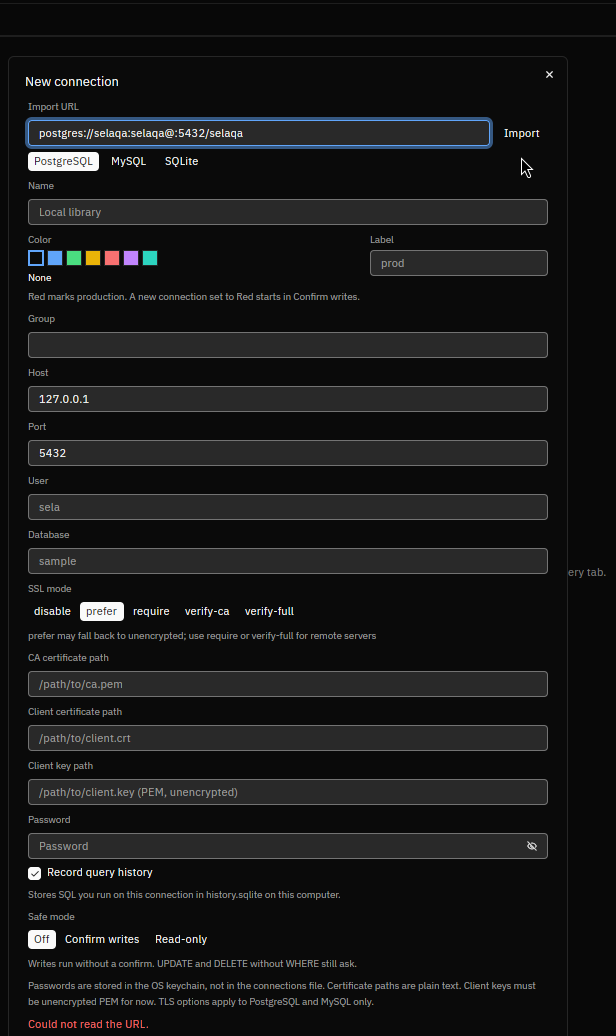 New connection
Import URL
postgres://selaqa:selaqa@:5432/selaqa
Import
PostgreSQL MySQL SQLite
Name
Local library
Color
Label
prod
None
Red marks production. A new connection set to Red starts in Confirm writes.
Group
Host
127.0.0.1
Port
5432
User
sela
Database
sample
ery tab.
SSL mode
disable prefer require verify-ca verify-full
prefer may fall back to unencrypted; use require or verify-full for remote servers
CA certificate path
/path/to/ca.pem
Client certificate path
/path/to/client.crt
Client key path
/path/to/client.key (PEM, unencrypted)
Password
Password
Record query history
Stores SQL you run on this connection in history.sqlite on this computer.
Safe mode
Off Confirm writes Read-only
Writes run without a confirm. UPDATE and DELETE without WHERE still ask.
Passwords are stored in the OS keychain, not in the connections file. Certificate paths are plain text. Client keys must
be unencrypted PEM for now. TLS options apply to PostgreSQL and MySQL only.
Could not read the URL.